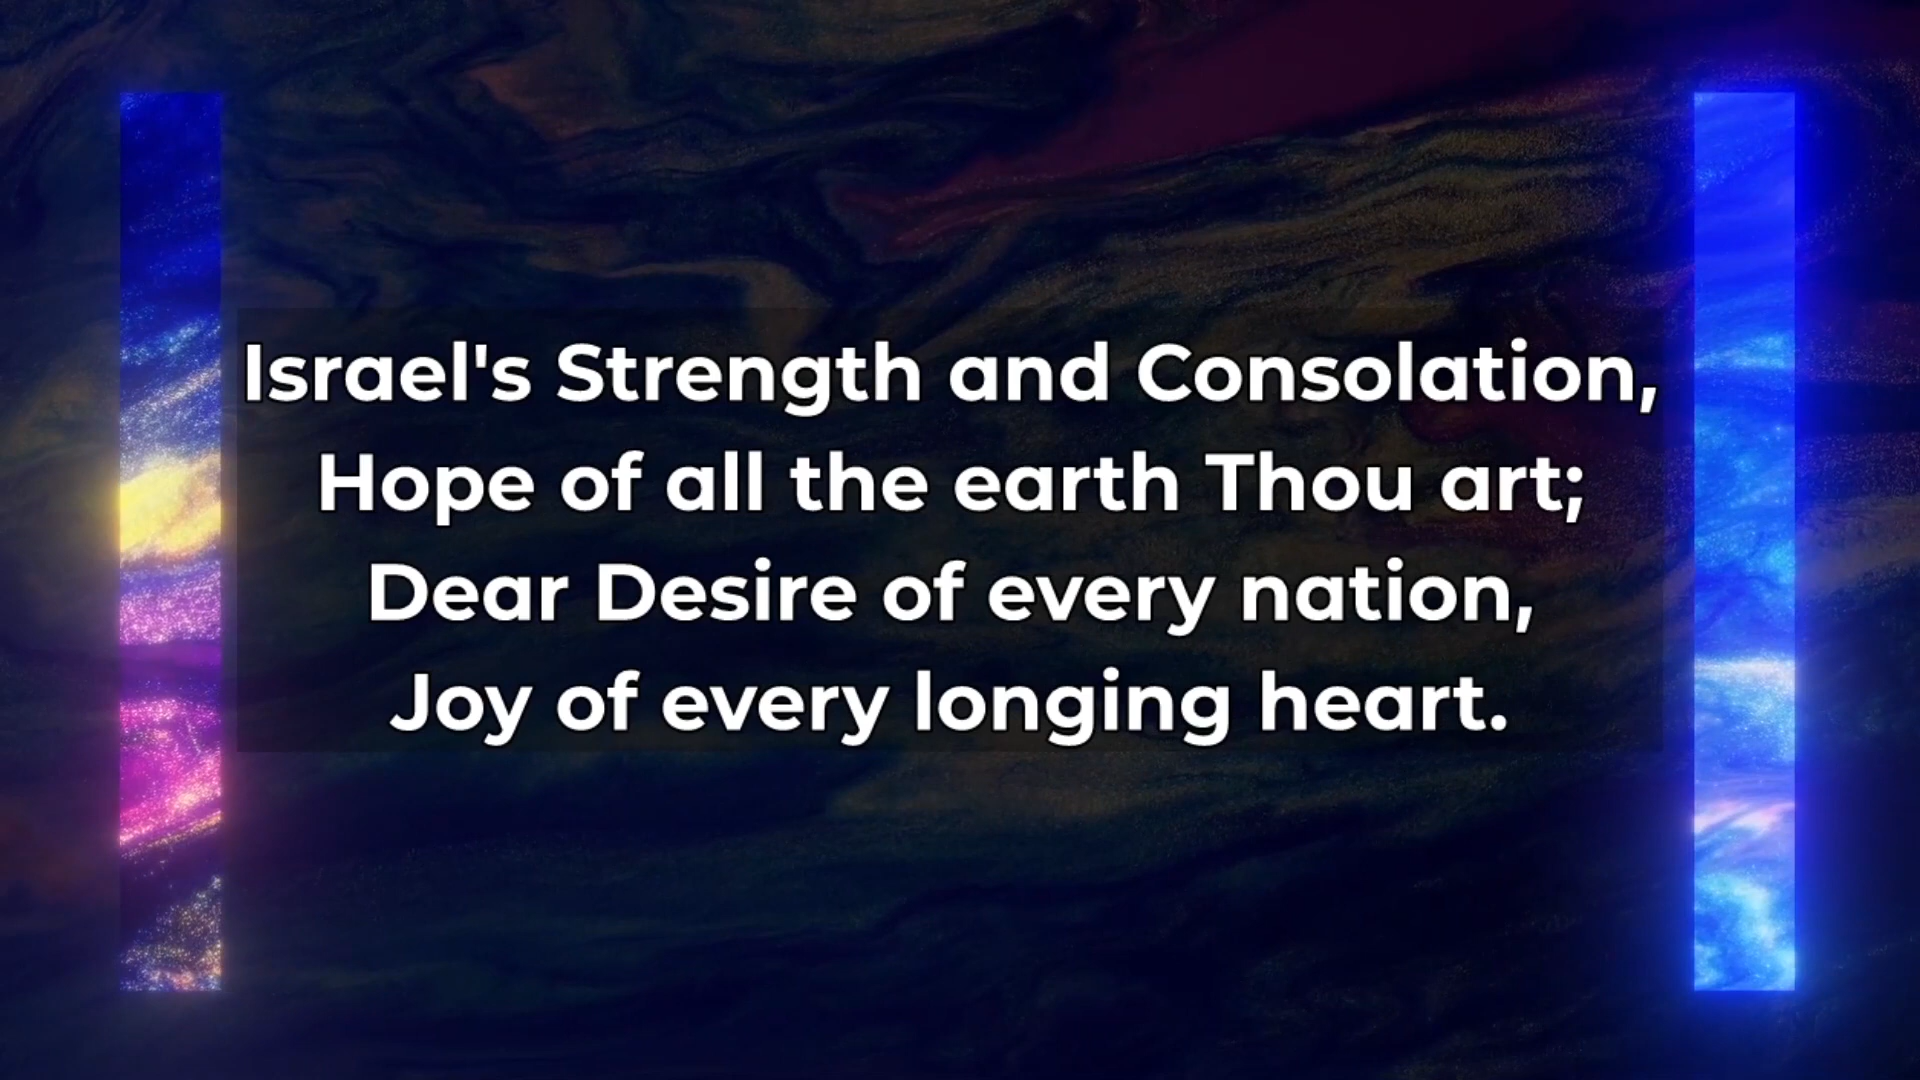 Israel's Strength and Consolation,
Hope of all the earth Thou art;
Dear Desire of every nation,
Joy of every longing heart.